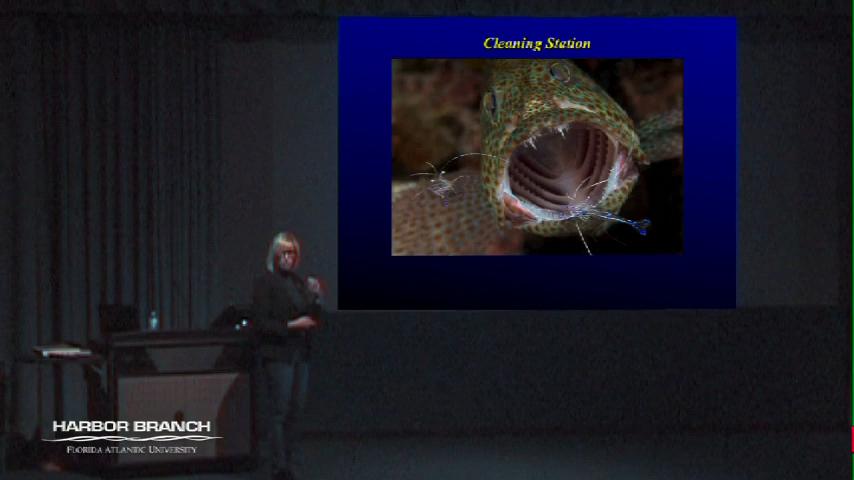 Cleaning Station
HARBOR BRANCH
FLORIDA ATLANTIC UNIVERSITY